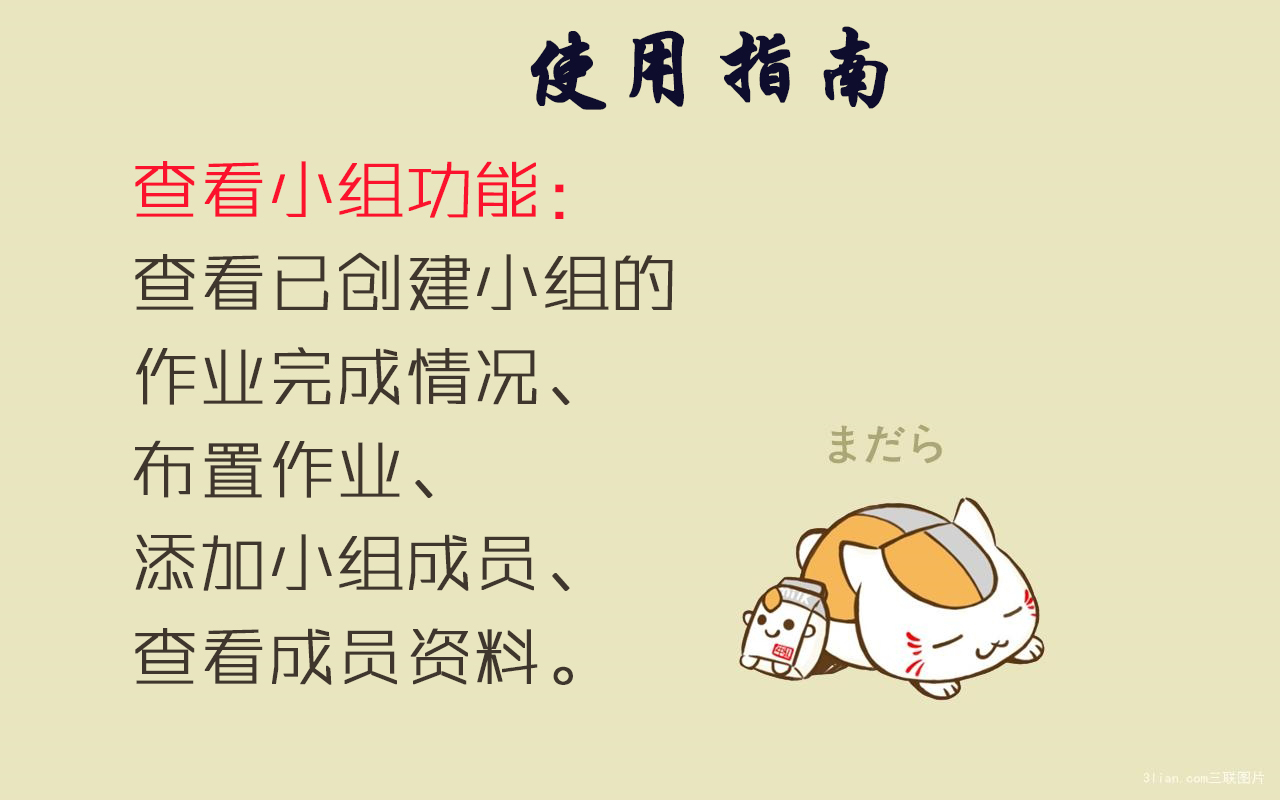 使用指南
查看小组功能：
查看已创建小组的
作业完成情况、
布置作业、
添加小组成员、
查看成员资料。
まだら
milk
3lian.com三联图片